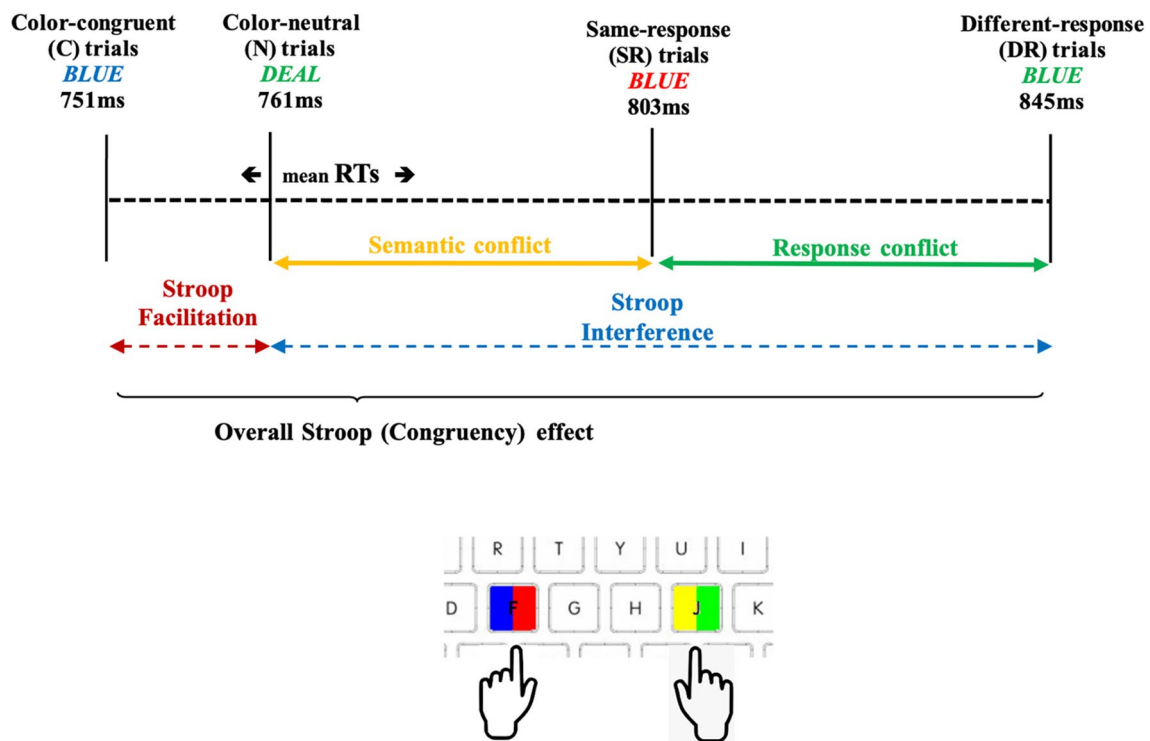 Color-congruent
(C) trials
BLUE
751ms
Color-neutral
(N) trials
DEAL
761ms
Same-response
(SR) trials
BLUE
803ms
Different-response
(DR) trials
BLUE
845ms
mean RTs
Semantic conflict
Response conflict
Stroop
Facilitation
Stroop
Interference
Overall Stroop (Congruency) effect
R T Y U I
D F G H J K